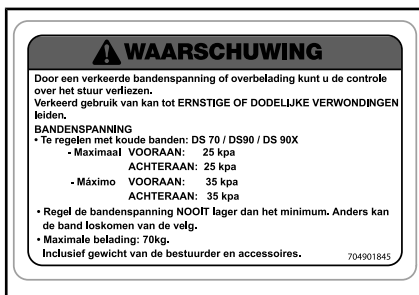 WAARSCHUWING
Door een verkeerde bandenspanning of overbelading kunt u de controle
over het stuur verliezen.
Verkeerd gebruik van kan tot ERNSTIGE OF DODELIJKE VERWONDINGEN
leiden.
BANDENSPANNING
• Te regelen met koude banden: DS 70 / DS90 / DS 90X
- Maximaal VOORAAN: 25 kpa
ACHTERAAN: 25 kpa
- Máximo VOORAAN: 35 kpa
ACHTERAAN: 35 kpa
• Regel de bandenspanning NOOIT lager dan het minimum. Anders kan
de band loskomen van de velg.
• Maximale belading: 70kg.
Inclusief gewicht van de bestuurder en accessoires.
704901845